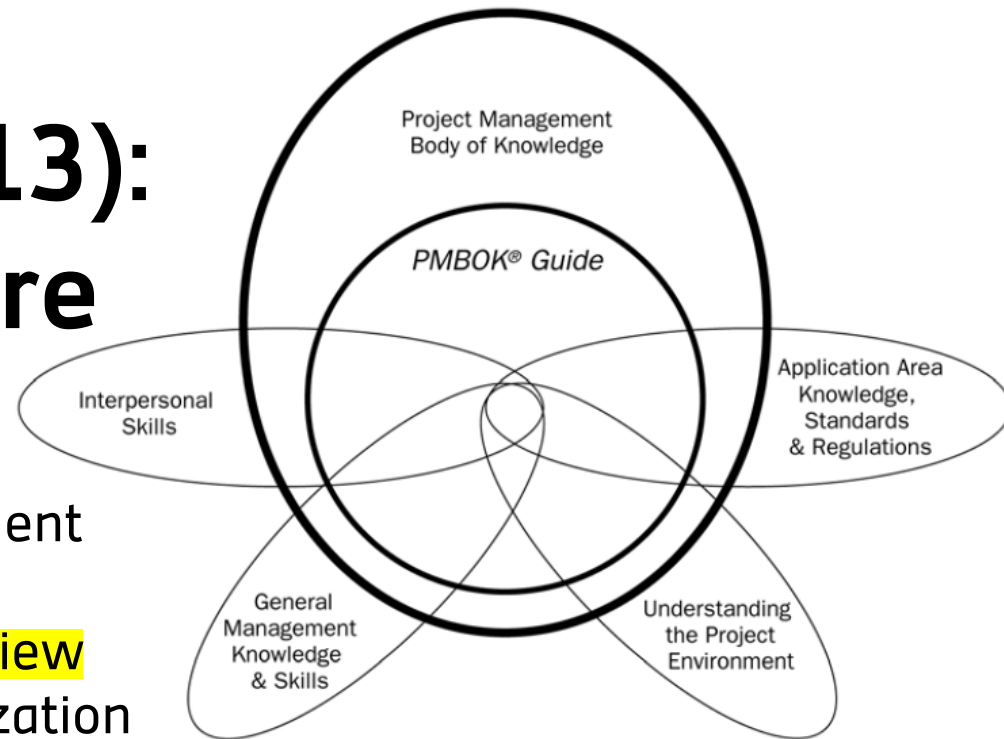 13):
re
ent
iew
zation
Project Management
Body of Knowledge
PMBOK® Guide
Interpersonal
Skills
Application Area
Knowledge,
Standards
& Regulations
General
Management
Knowledge
& Skills
Understanding
the Project
Environment